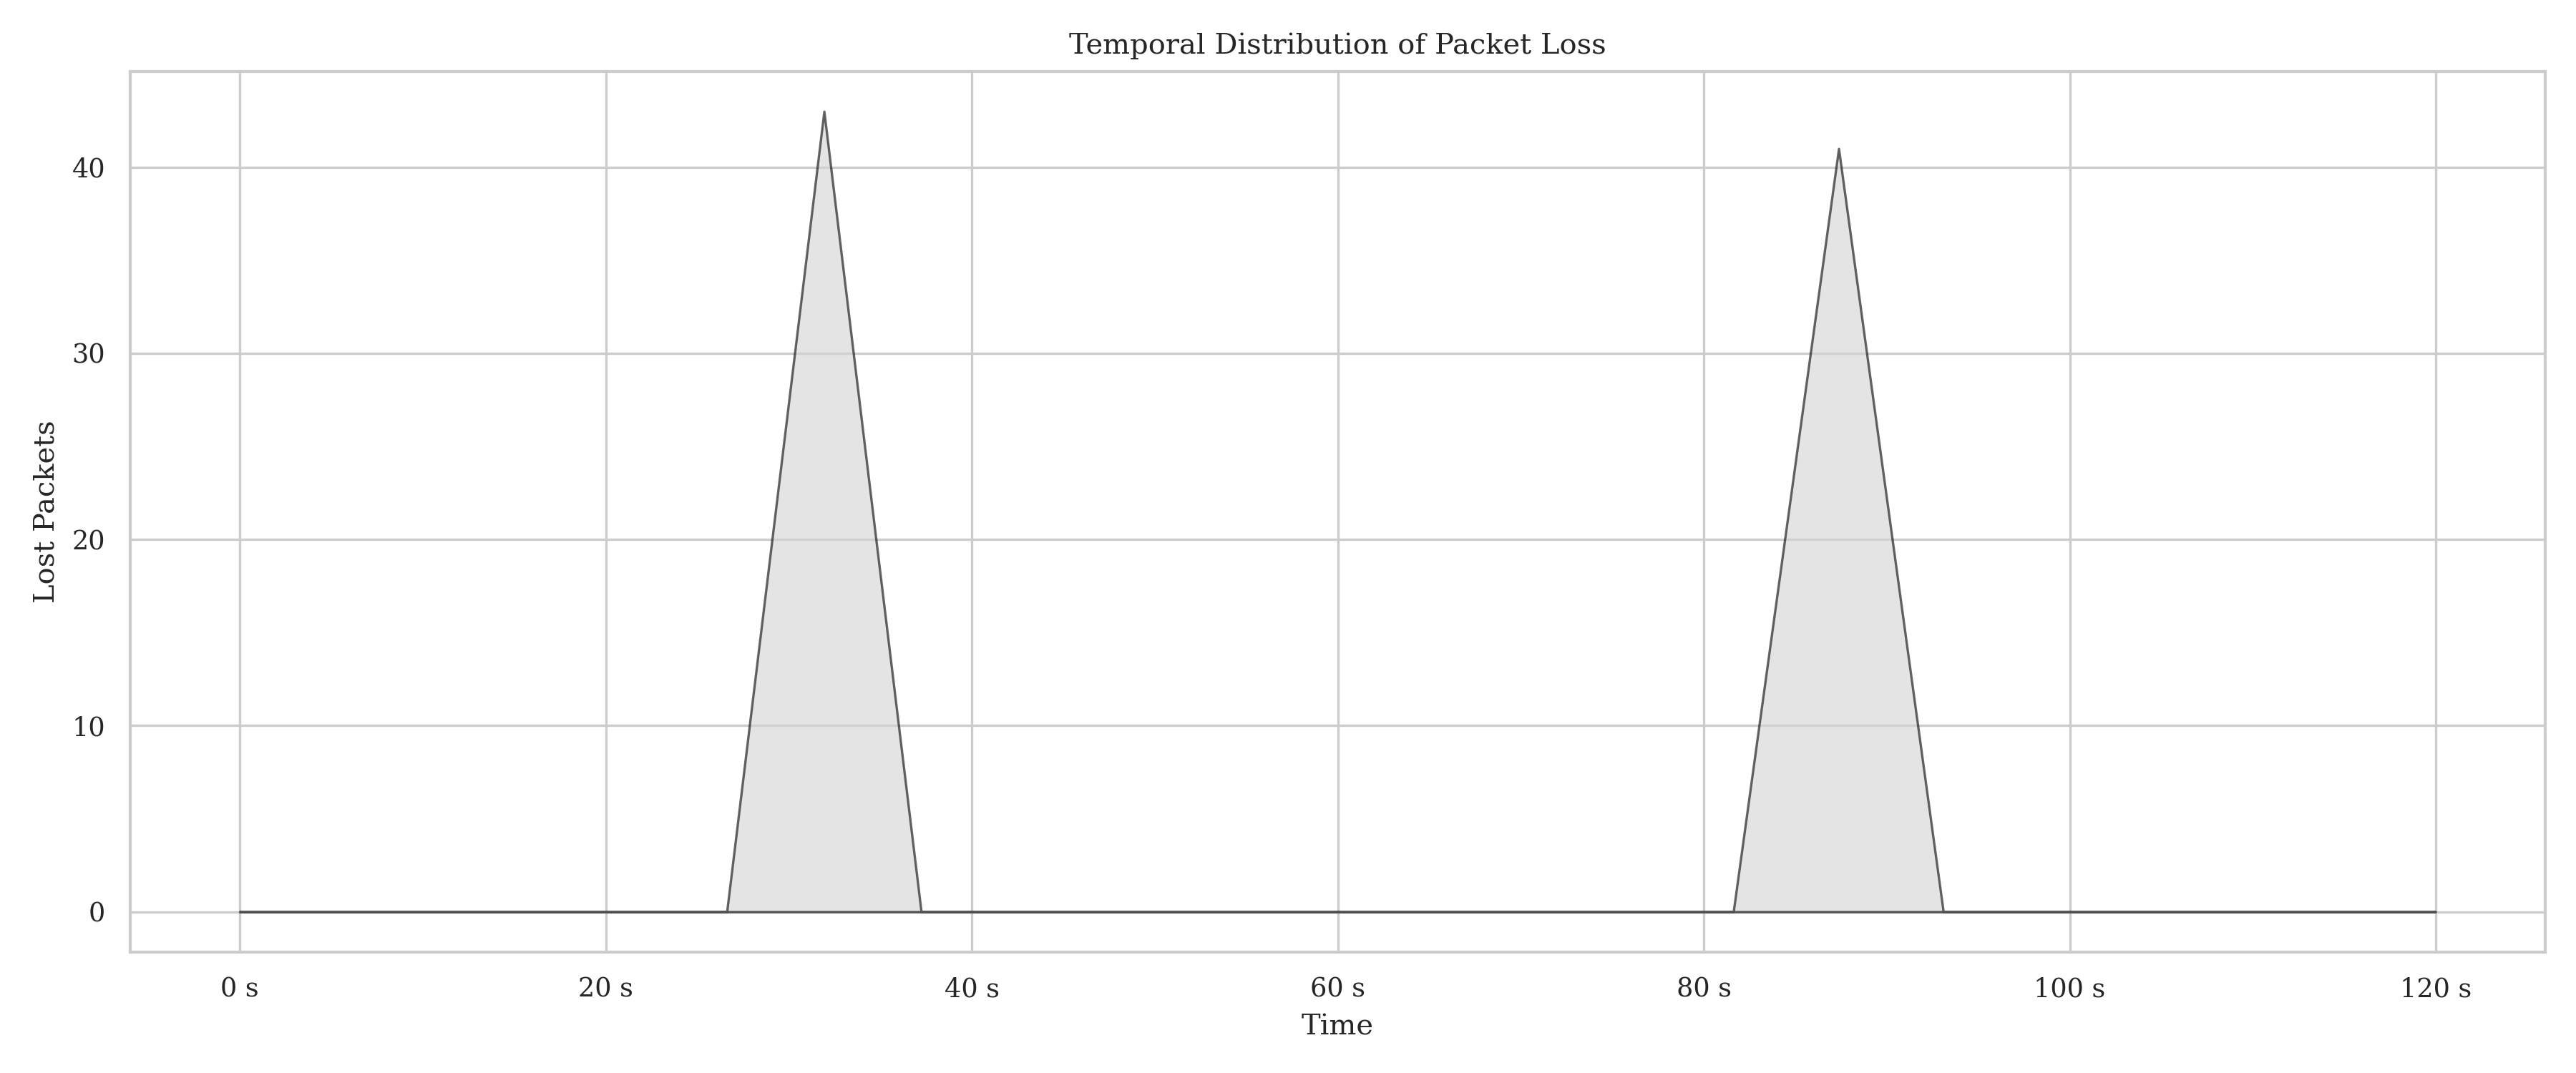 Temporal Distribution of Packet Loss
Lost Packets
40
30
20
10
0
0 s 20 s 40 s 60 s 80 s 100 s 120 s
Time